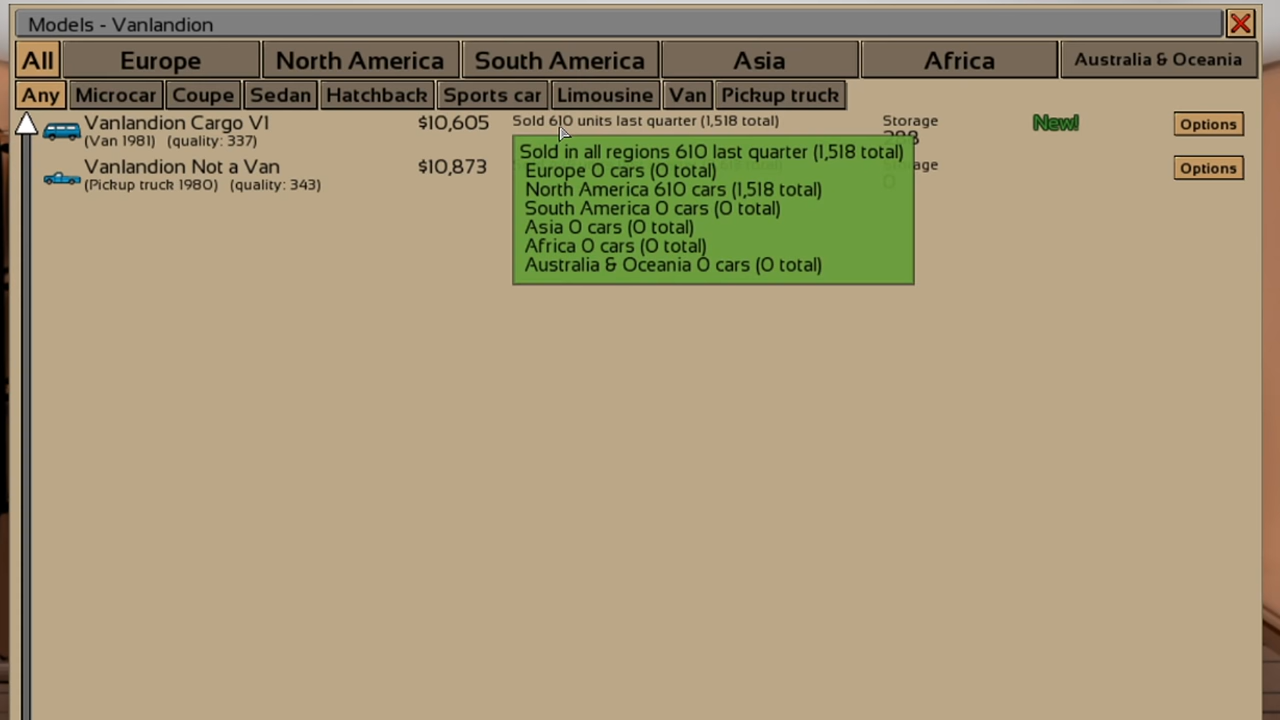 Models - Vanlandion
All Europe North America South America Asia Africa Australia & Oceania
Any Microcar Coupe Sedan Hatchback Sports car Limousine Van Pickup truck
Vanlandion Cargo V1 $10,605 Sold 610 units last quarter (1,518 total) Storage New! Options
(Van 1981) (quality: 337)
Vanlandion Not a Van $10,873 Options
(Pickup truck 1980) (quality: 343)
Sold in all regions 610 last quarter (1,518 total)
Europe 0 cars (0 total)
North America 610 cars (1,518 total)
South America 0 cars (0 total)
Asia 0 cars (0 total)
Africa 0 cars (0 total)
Australia & Oceania 0 cars (0 total)